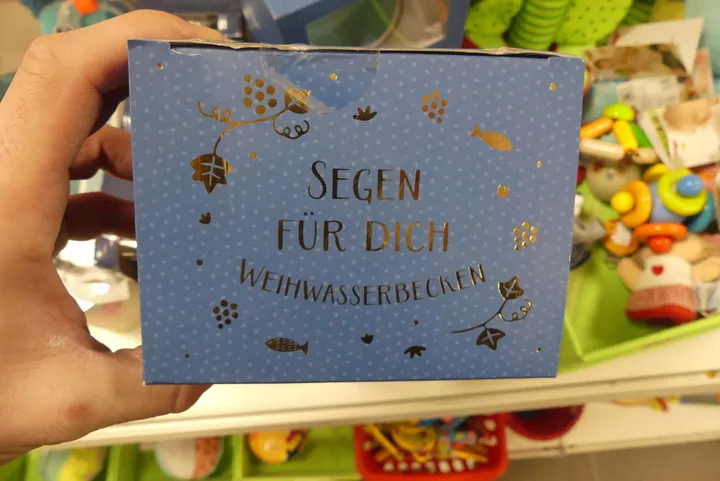 SEGEN
FÜR DICH
WEIHWASSERBECKEN